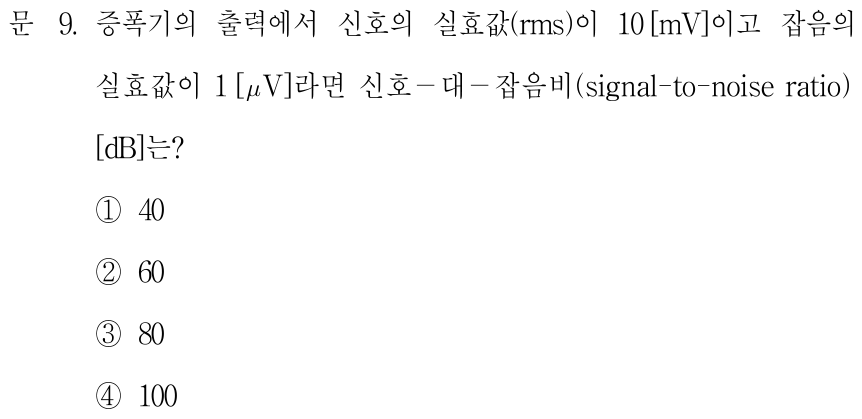 문 9. 증폭기의 출력에서 신호의 실효값(rms)이 10[mV]이고 잡음의
실효값이 1[μV]라면 신호-대-잡음비(signal-to-noise ratio)
[dB]는?
① 40
② 60
③ 80
④ 100